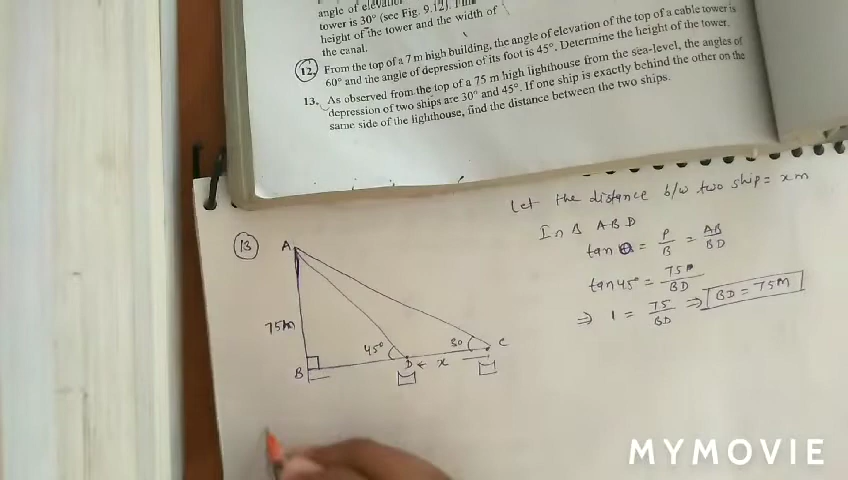 angle of elevation
tower is 30° (see Fig. 9.12). Find
height of the tower and the width of
the canal.
12. From the top of a 7 m high building, the angle of elevation of the top of a cable tower is
60° and the angle of depression of its foot is 45°. Determine the height of the tower.
13. As observed from the top of a 75 m high lighthouse from the sea-level, the angles of
depression of two ships are 30° and 45°. If one ship is exactly behind the other on the
same side of the lighthouse, find the distance between the two ships.
Let the distance b/w two ship = x m
In Δ ABD
tan θ = P/B = AB/BD
tan 45° = 75/BD
⇒ 1 = 75/BD ⇒ BD = 75M
13 A
75M
45° 30 C
B D ← x
MYMOVIE